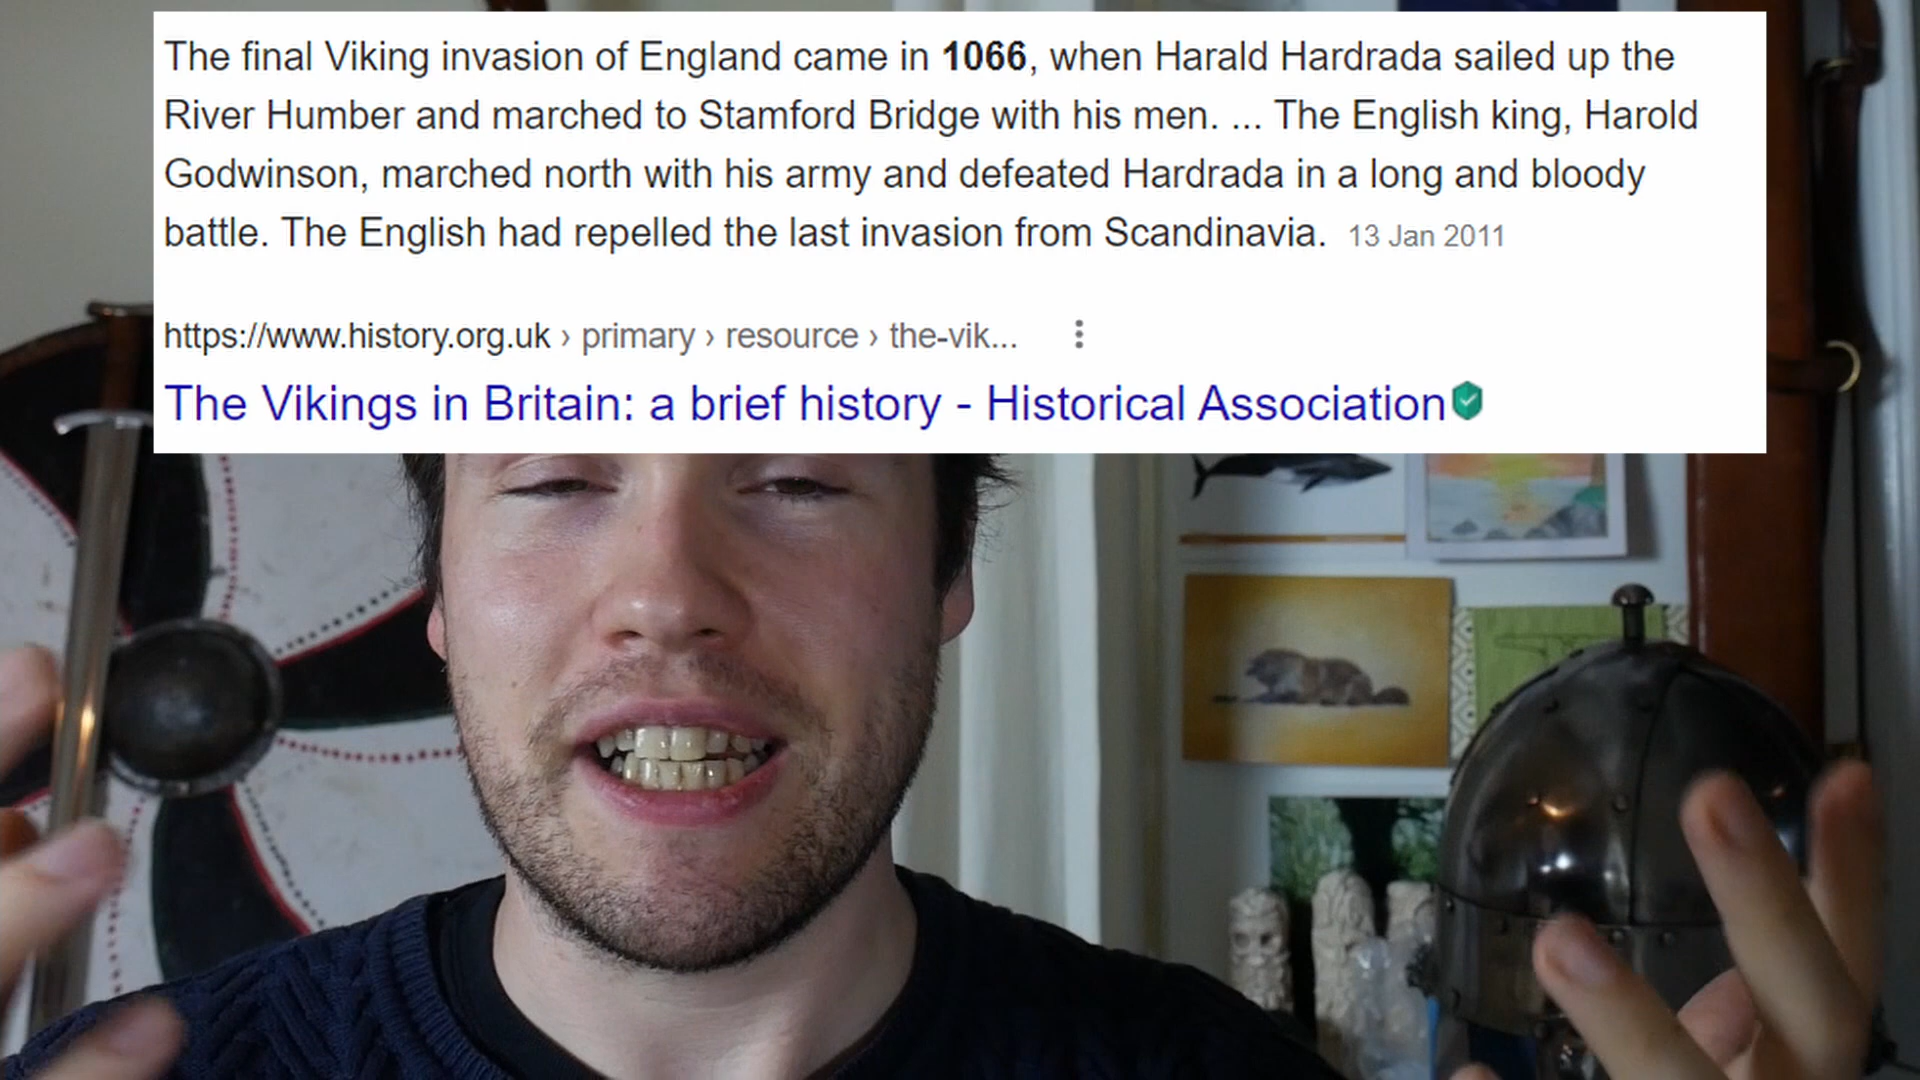 The final Viking invasion of England came in 1066, when Harald Hardrada sailed up the
River Humber and marched to Stamford Bridge with his men. ... The English king, Harold
Godwinson, marched north with his army and defeated Hardrada in a long and bloody
battle. The English had repelled the last invasion from Scandinavia. 13 Jan 2011
https://www.history.org.uk › primary › resource › the-vik...
The Vikings in Britain: a brief history - Historical Association